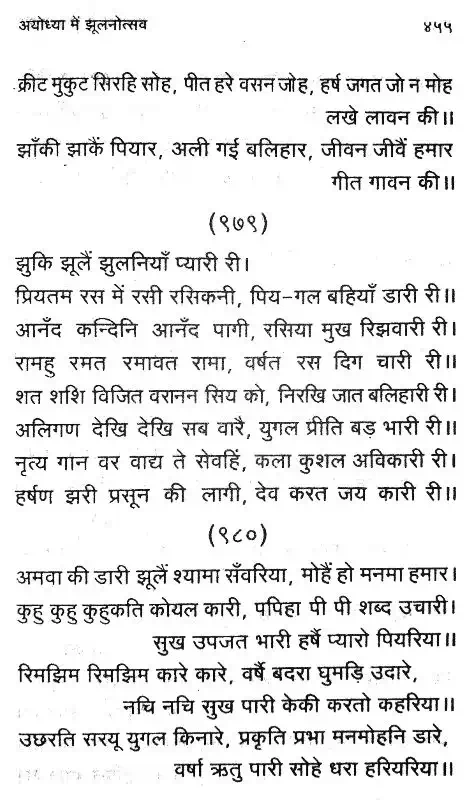 अयोध्या में झूलनोत्सव ४५५
क्रीट मुकुट सिरहि सोह, पीत हरे वसन जोह, हर्ष जगत जो न मोह
लखे लावन की॥
झाँकी झाकैं पियार, अली गई बलिहार, जीवन जीवैं हमार
गीत गावन की॥
(९७९)
झुकि झूलैं झुलनियाँ प्यारी री।
प्रियतम रस में रसी रसिकनी, पिय-गल बहियाँ डारी री॥
आनँद कन्दिनि आनँद पागी, रसिया मुख रिझवारी री।
रामहु रमत रमावत रामा, वर्षत रस दिग चारी री॥
शत शशि विजित वरानन सिय को, निरखि जात बलिहारी री।
अलिगण देखि देखि सब वारै, युगल प्रीति बड़ भारी री॥
नृत्य गान वर वाद्य ते सेवहिं, कला कुशल अविकारी री।
हर्षण झरी प्रसून की लागी, देव करत जय कारी री॥
(९८०)
अमवा की डारी झूलैं श्यामा सँवरिया, मोहैं हो मनमा हमार।
कुहु कुहु कुहुकति कोयल कारी, पपिहा पी पी शब्द उचारी।
सुख उपजत भारी हर्षै प्यारो पियरिया॥
रिमझिम रिमझिम कारे कारे, वर्षै बदरा घुमड़ि उदारे,
नचि नचि सुख पारी केकी करतो कहरिया॥
उछरति सरयू युगल किनारे, प्रकृति प्रभा मनमोहनि डारे,
वर्षा ऋतु पारी सोहे धरा हरियरिया॥